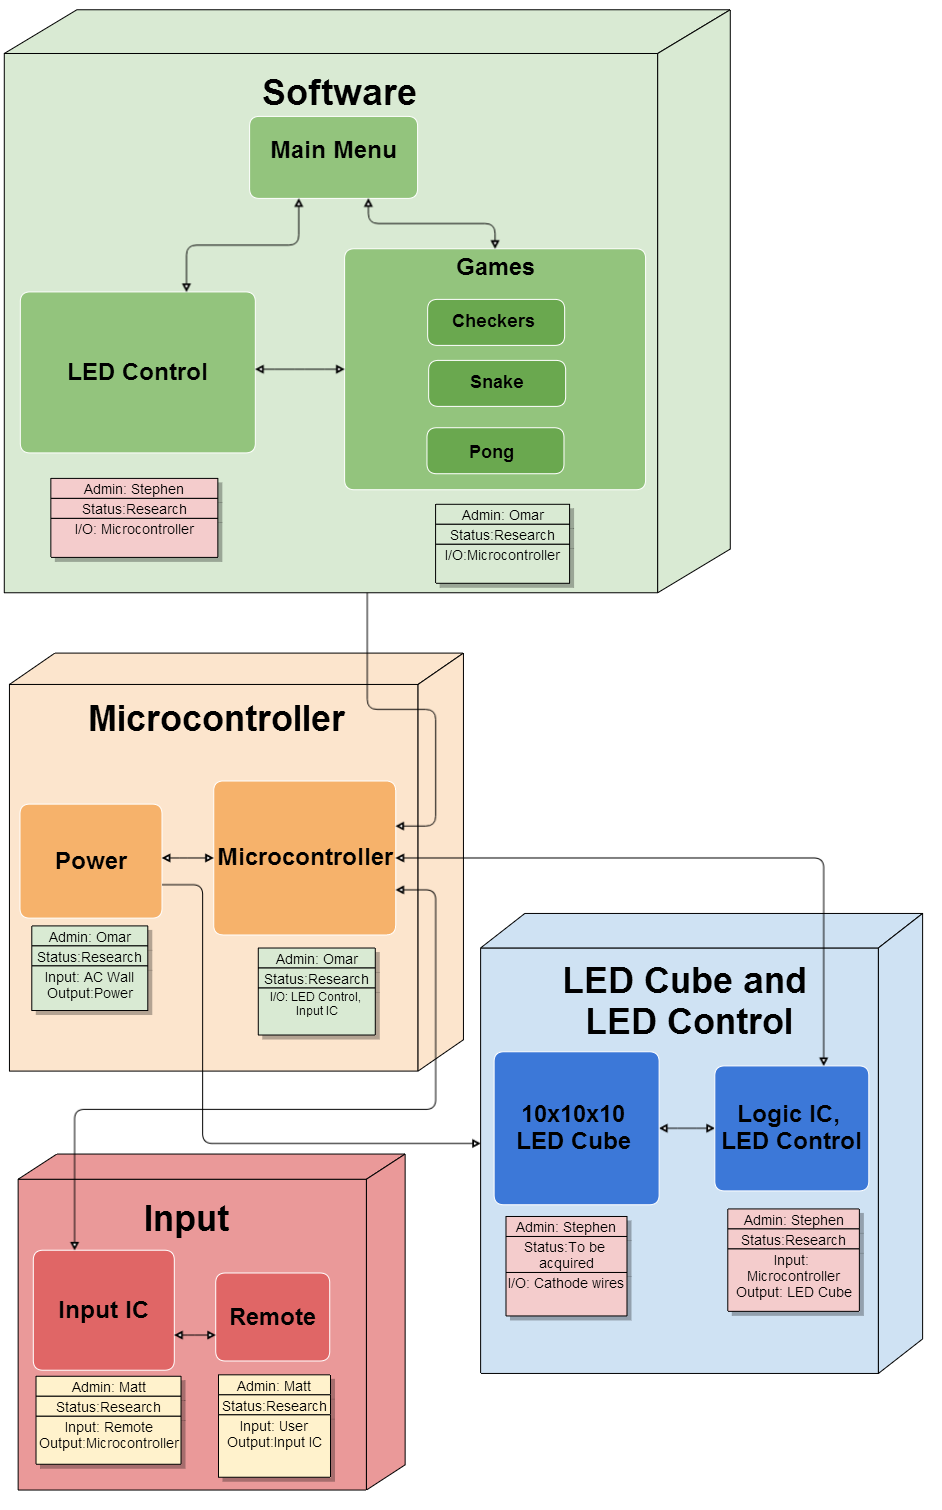 Software
Main Menu
Games
Checkers
LED Control
Snake
Pong
Admin: Stephen
Status:Research
I/O: Microcontroller
Admin: Omar
Status:Research
I/O:Microcontroller
Microcontroller
Power
Microcontroller
Admin: Omar
Status:Research
Input: AC Wall
Output:Power
Admin: Omar
Status:Research
I/O: LED Control,
Input IC
LED Cube and
LED Control
10x10x10
LED Cube
Logic IC,
LED Control
Admin: Stephen
Status:To be
acquired
I/O: Cathode wires
Admin: Stephen
Status:Research
Input:
Microcontroller
Output: LED Cube
Input
Input IC
Remote
Admin: Matt
Status:Research
Input: Remote
Output:Microcontroller
Admin: Matt
Status:Research
Input: User
Output:Input IC